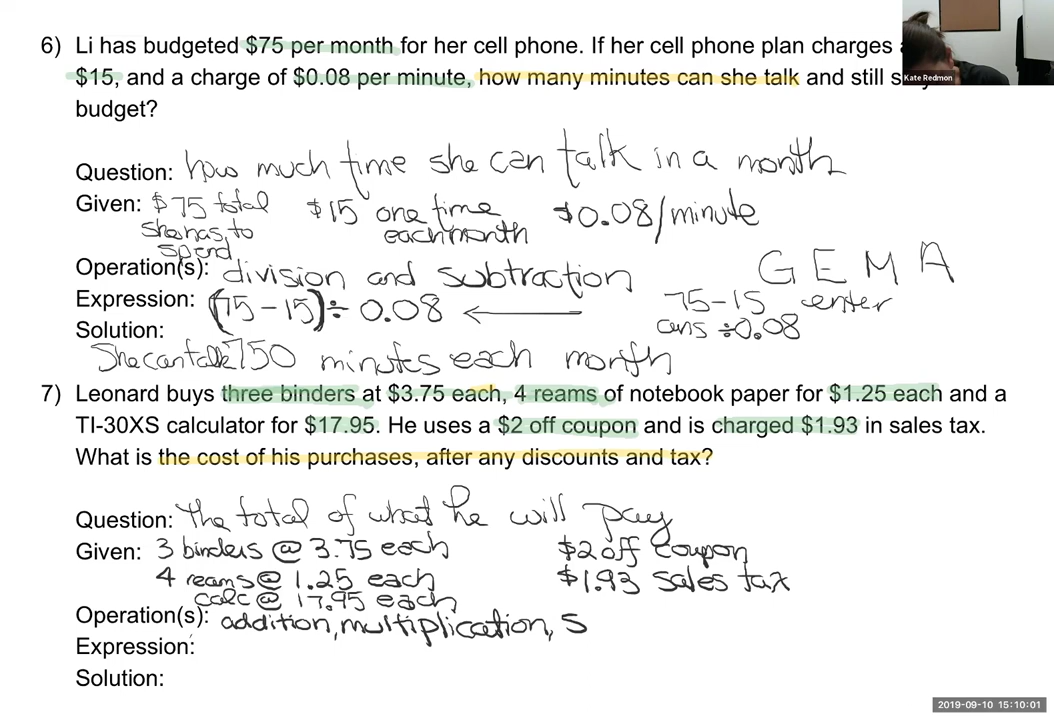 6) Li has budgeted $75 per month for her cell phone. If her cell phone plan charges
$15, and a charge of $0.08 per minute, how many minutes can she talk and still
budget?
Kate Redmon
Question: how much time she can talk in a month
Given: $75 total $15 one time $0.08/minute
she has to each month
spend
Operation(s): division and subtraction
GEMA
Expression: (75-15)÷0.08 ←
75-15 enter
Solution:
ans ÷0.08
She can talk 750 minutes each month
7) Leonard buys three binders at $3.75 each, 4 reams of notebook paper for $1.25 each and a
TI-30XS calculator for $17.95. He uses a $2 off coupon and is charged $1.93 in sales tax.
What is the cost of his purchases, after any discounts and tax?
Question: the total of what he will pay
Given: 3 binders @ 3.75 each $2 off coupon
4 reams @ 1.25 each $1.93 sales tax
calc @ 17.95 each
Operation(s): addition, multiplication, S
Expression:
Solution:
2019-09-10 15:10:01